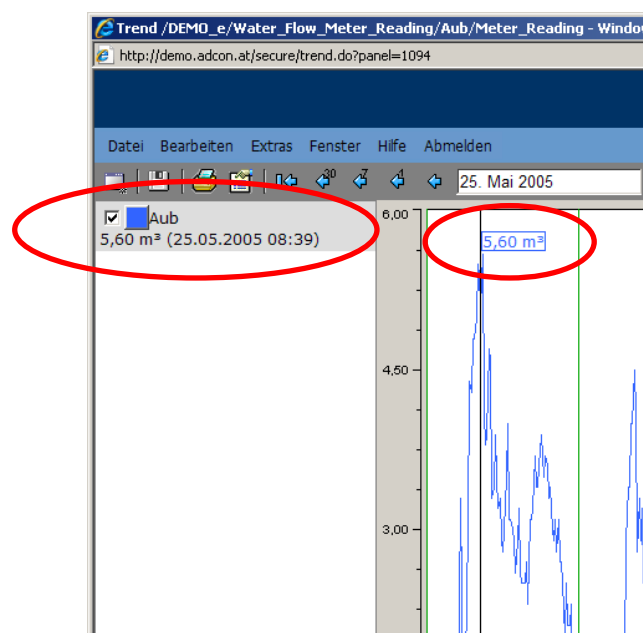 Trend /DEMO_e/Water_Flow_Meter_Reading/Aub/Meter_Reading - Window
http://demo.adcon.at/secure/trend.do?panel=1094
Datei Bearbeiten Extras Fenster Hilfe Abmelden
30 7 1 25. Mai 2005
Aub
5,60 m³ (25.05.2005 08:39)
6,00
5,60 m³
4,50
3,00